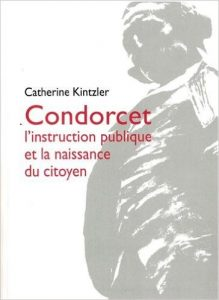 Catherine Kintzler
Condorcet
l'instruction publique
et la naissance
du citoyen